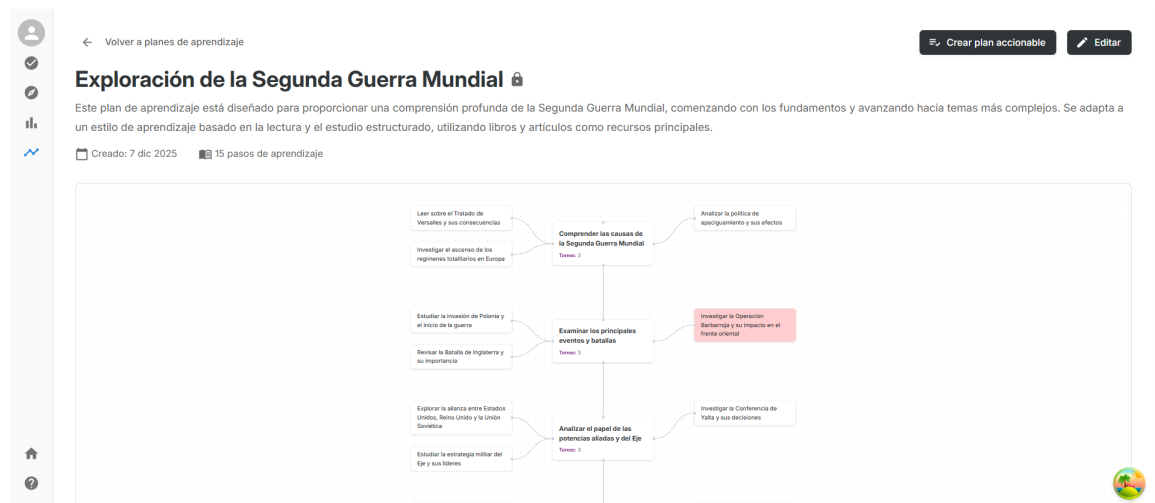 Volver a planes de aprendizaje
Crear plan accionable
Editar
Exploración de la Segunda Guerra Mundial
Este plan de aprendizaje está diseñado para proporcionar una comprensión profunda de la Segunda Guerra Mundial, comenzando con los fundamentos y avanzando hacia temas más complejos. Se adapta a
un estilo de aprendizaje basado en la lectura y el estudio estructurado, utilizando libros y artículos como recursos principales.
Creado: 7 dic 2025
15 pasos de aprendizaje
Leer sobre el Tratado de
Versalles y sus consecuencias
Investigar el ascenso de los
regímenes totalitarios en Europa
Comprender las causas de
la Segunda Guerra Mundial
Tareas: 3
Analizar la política de
apaciguamiento y sus efectos
Estudiar la invasión de Polonia y
el inicio de la guerra
Revisar la Batalla de Inglaterra y
su importancia
Examinar los principales
eventos y batallas
Tareas: 3
Investigar la Operación
Barbarroja y su impacto en el
frente oriental
Explorar la alianza entre Estados
Unidos, Reino Unido y la Unión
Soviética
Estudiar la estrategia militar del
Eje y sus líderes
Analizar el papel de las
potencias aliadas y del Eje
Tareas: 3
Investigar la Conferencia de
Yalta y sus decisiones